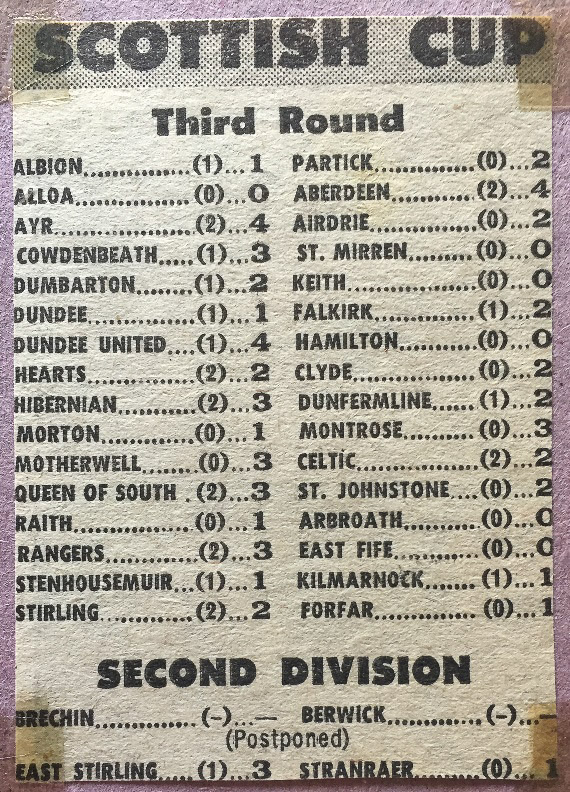 SCOTTISH CUP
Third Round
ALBION................(1)...1 PARTICK...............(0)...2
ALLOA.................(0)...0 ABERDEEN............(2)...4
AYR.....................(2)...4 AIRDRIE................(0)...2
COWDENBEATH.....(1)...3 ST. MIRREN..........(0)...0
DUMBARTON.........(1)...2 KEITH...................(0)...0
DUNDEE................(1)...1 FALKIRK...............(1)...2
DUNDEE UNITED....(1)...4 HAMILTON............(0)...0
HEARTS................(2)...2 CLYDE..................(0)...2
HIBERNIAN............(2)...3 DUNFERMLINE.......(1)...2
MORTON...............(0)...1 MONTROSE...........(0)...3
MOTHERWELL........(0)...3 CELTIC.................(2)...2
QUEEN OF SOUTH .(2)...3 ST. JOHNSTONE....(0)...2
RAITH..................(0)...1 ARBROATH...........(0)...0
RANGERS..............(2)...3 EAST FIFE............(0)...0
STENHOUSEMUIR...(1)...1 KILMARNOCK........(1)...1
STIRLING..............(2)...2 FORFAR................(0)...1
SECOND DIVISION
BRECHIN..............(–)...— BERWICK.............(–)...—
(Postponed)
EAST STIRLING.....(1)...3 STRANRAER..........(0)...1